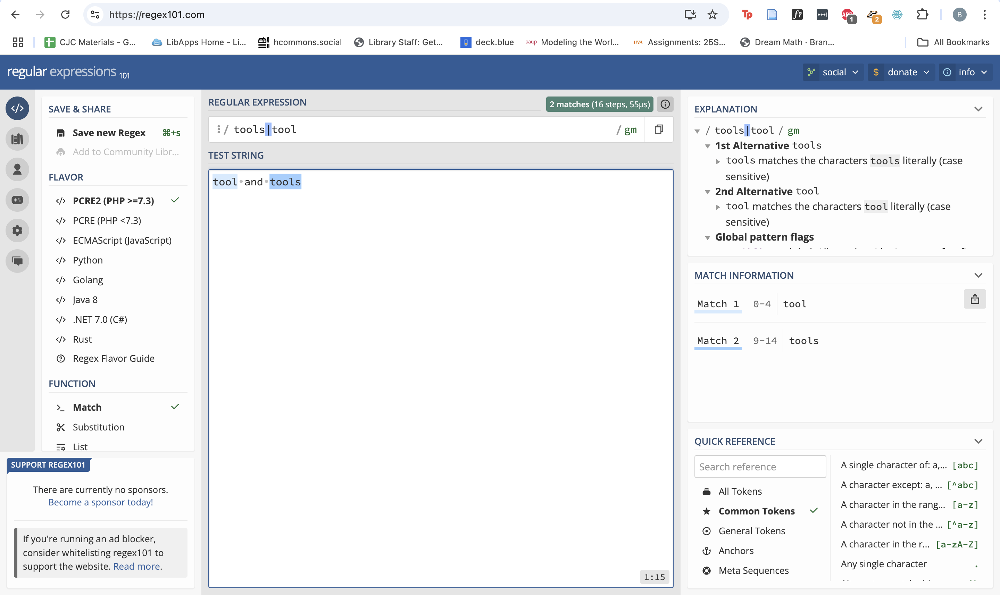 https://regex101.com
Tp
f?
ABP
1
2
B
CJC Materials - G...
LibApps Home - Li...
hcommons.social
Library Staff: Get...
deck.blue
aaup Modeling the Worl...
UVA Assignments: 25S...
Dream Math · Bran...
All Bookmarks
regular expressions 101
social
$ donate
info
SAVE & SHARE
Save new Regex ⌘+s
Add to Community Libr...
FLAVOR
</> PCRE2 (PHP >=7.3)
</> PCRE (PHP <7.3)
</> ECMAScript (JavaScript)
</> Python
</> Golang
</> Java 8
</> .NET 7.0 (C#)
</> Rust
Regex Flavor Guide
FUNCTION
>_ Match
Substitution
List
SUPPORT REGEX101
There are currently no sponsors.
Become a sponsor today!
If you're running an ad blocker,
consider whitelisting regex101 to
support the website. Read more.
REGULAR EXPRESSION
2 matches (16 steps, 55μs)
/ tools|tool / gm
TEST STRING
tool·and·tools
1:15
EXPLANATION
/ tools|tool / gm
1st Alternative tools
tools matches the characters tools literally (case
sensitive)
2nd Alternative tool
tool matches the characters tool literally (case
sensitive)
Global pattern flags
MATCH INFORMATION
Match 1 0-4 tool
Match 2 9-14 tools
QUICK REFERENCE
Search reference
All Tokens
Common Tokens
General Tokens
Anchors
Meta Sequences
A single character of: a,... [abc]
A character except: a, ... [^abc]
A character in the rang... [a-z]
A character not in the ... [^a-z]
A character in the r... [a-zA-Z]
Any single character .